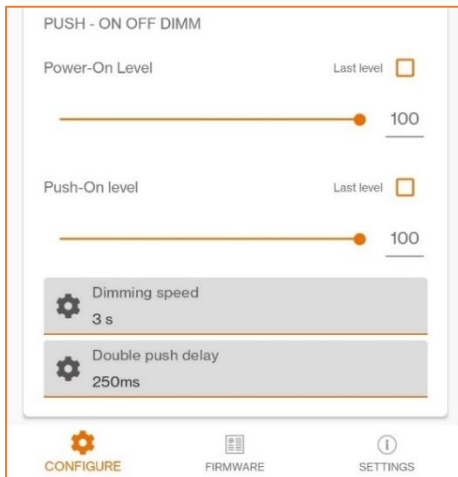 PUSH - ON OFF DIMM
Power-On Level Last level
100
Push-On level Last level
100
Dimming speed
3 s
Double push delay
250ms
CONFIGURE FIRMWARE SETTINGS